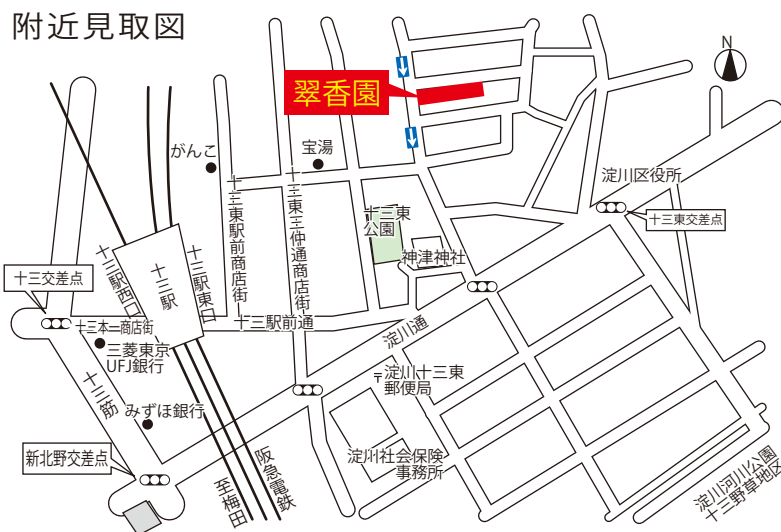 附近見取図
N
翠香園
がんこ
宝湯
淀川区役所
十三東駅前商店街
十三東三仲通商店街
十三東
公園
十三東交差点
神津神社
十三駅西口
十三駅
十三駅東口
十三交差点
十三本一商店街
十三駅前通
淀川通
三菱東京
UFJ銀行
十三筋
〒淀川十三東
郵便局
みずほ銀行
新北野交差点
阪急電鉄
至梅田
淀川社会保険
事務所
淀川河川公園
十三野草地区